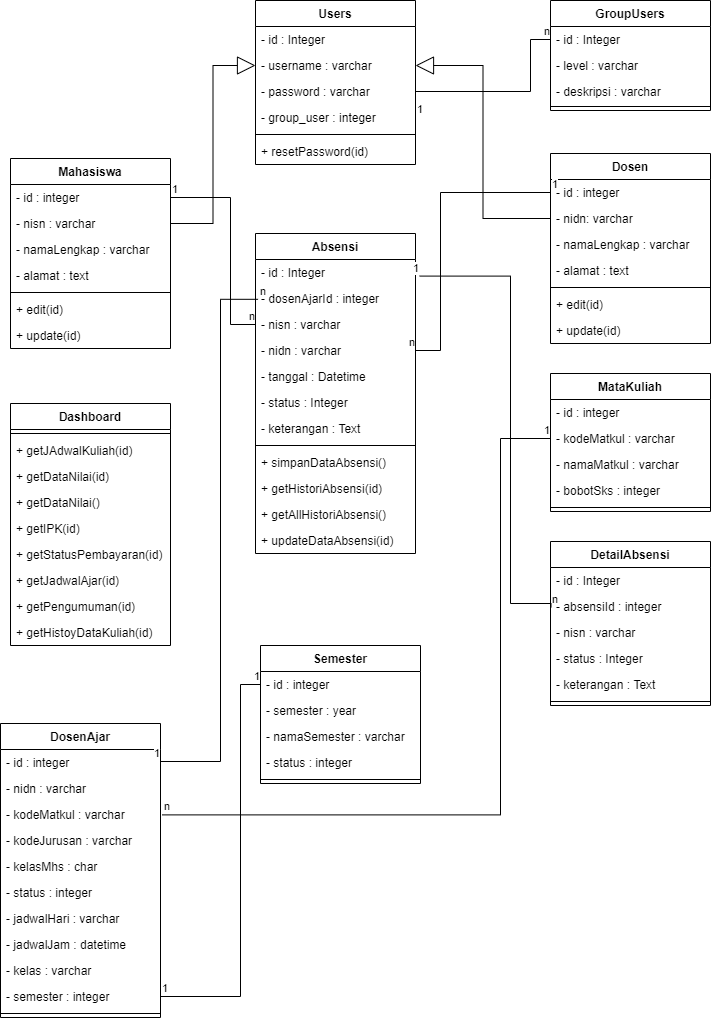 Users
- id : Integer
- username : varchar
- password : varchar
- group_user : integer
+ resetPassword(id)
1
n
GroupUsers
- id : Integer
- level : varchar
- deskripsi : varchar
Mahasiswa
- id : integer
- nisn : varchar
- namaLengkap : varchar
- alamat : text
+ edit(id)
+ update(id)
1
n
Absensi
- id : Integer
- dosenAjarId : integer
- nisn : varchar
- nidn : varchar
- tanggal : Datetime
- status : Integer
- keterangan : Text
+ simpanDataAbsensi()
+ getHistoriAbsensi(id)
+ getAllHistoriAbsensi()
+ updateDataAbsensi(id)
n
1
n
Dosen
1
- id : integer
- nidn: varchar
- namaLengkap : varchar
- alamat : text
+ edit(id)
+ update(id)
Dashboard
+ getJAdwalKuliah(id)
+ getDataNilai(id)
+ getDataNilai()
+ getIPK(id)
+ getStatusPembayaran(id)
+ getJadwalAjar(id)
+ getPengumuman(id)
+ getHistoyDataKuliah(id)
MataKuliah
- id : integer
1
- kodeMatkul : varchar
- namaMatkul : varchar
- bobotSks : integer
DetailAbsensi
- id : Integer
n
- absensiId : integer
- nisn : varchar
- status : Integer
- keterangan : Text
Semester
1
- id : integer
- semester : year
- namaSemester : varchar
- status : integer
DosenAjar
1
- id : integer
- nidn : varchar
n
- kodeMatkul : varchar
- kodeJurusan : varchar
- kelasMhs : char
- status : integer
- jadwalHari : varchar
- jadwalJam : datetime
- kelas : varchar
1
- semester : integer